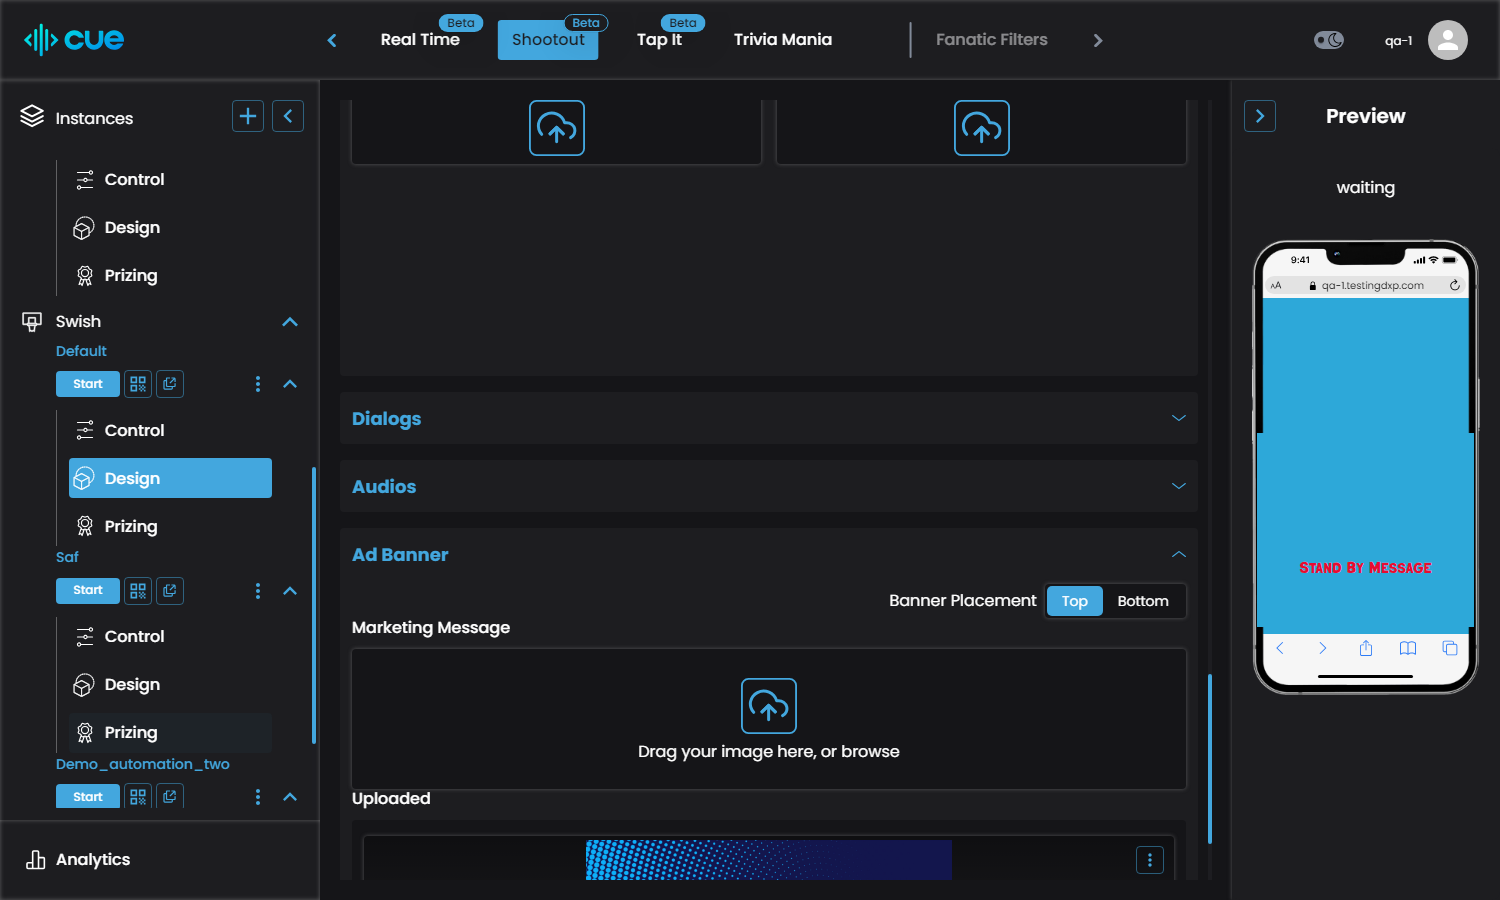 cue
Real Time
Beta
Shootout
Beta
Tap It
Beta
Trivia Mania
Fanatic Filters
qa-1
Instances
Control
Design
Prizing
Swish
Default
Start
Control
Design
Prizing
Saf
Start
Control
Design
Prizing
Demo_automation_two
Start
Analytics
Dialogs
Audios
Ad Banner
Banner Placement
Top
Bottom
Marketing Message
Drag your image here, or browse
Uploaded
Preview
waiting
9:41
AA
qa-1.testingdxp.com
Stand By Message